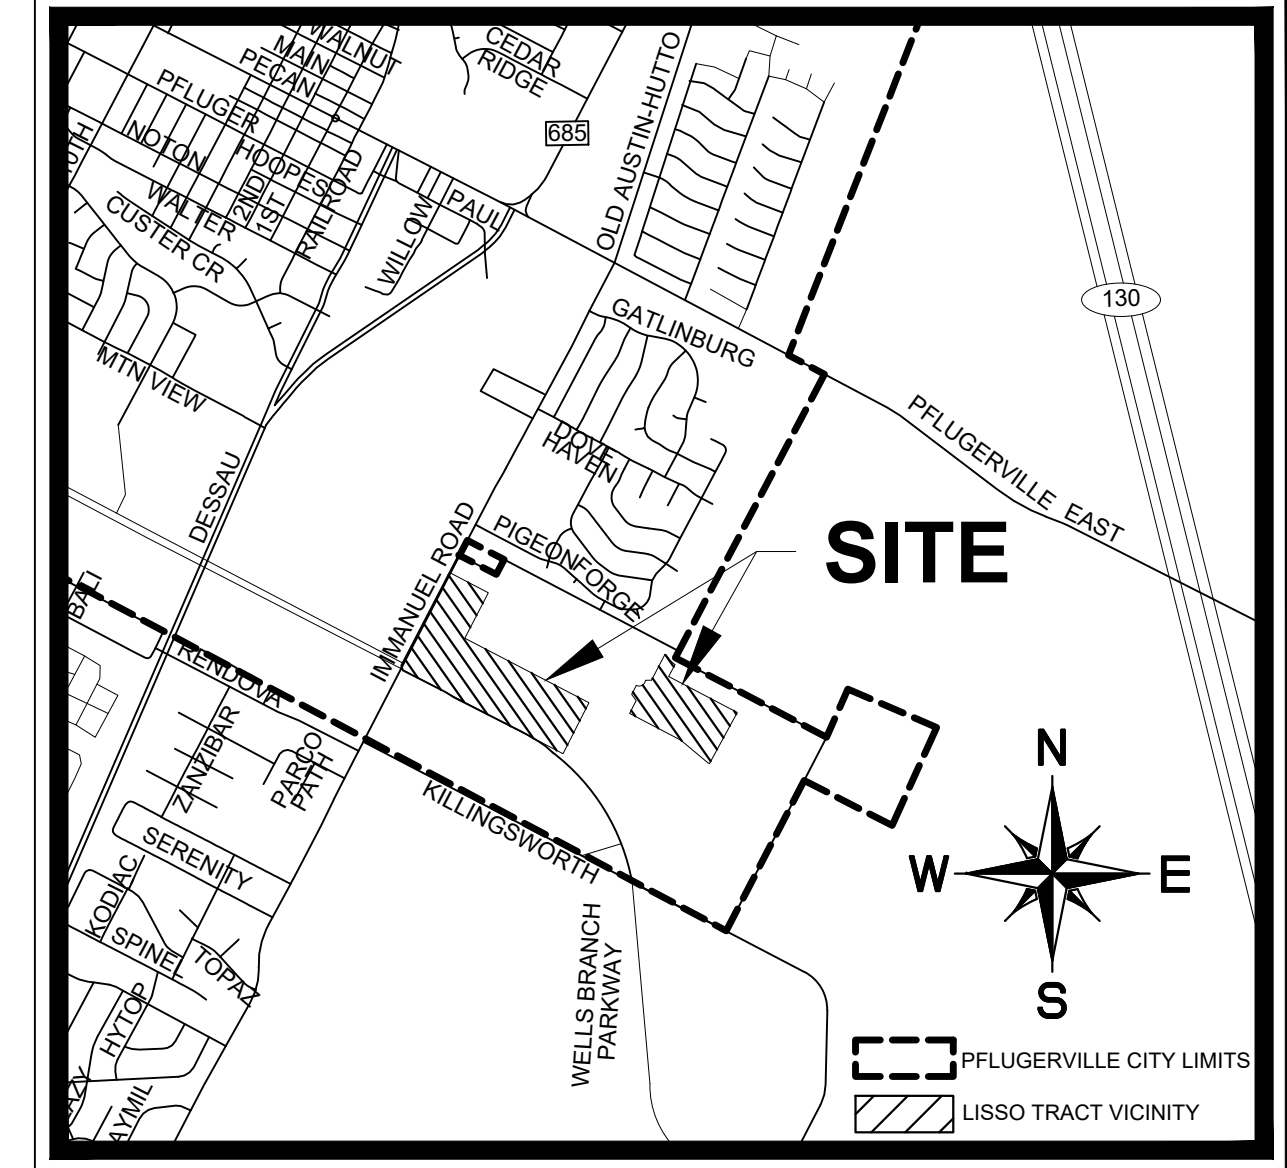 WALNUT
MAIN
PECAN
CEDAR
RIDGE
OLD AUSTIN-HUTTO
PFLUGER
685
NOTON
HOOPES
RAILROAD
2ND
1ST
WALTER
WILLOW
PAUL
CUSTER CR
130
GATLINBURG
MTN VIEW
PFLUGERVILLE EAST
DOVE
HAVEN
DESSAU
IMMANUEL ROAD
PIGEONFORGE
SITE
BALI
RENDOVA
ZANZIBAR
PARCO
PATH
KILLINGSWORTH
N
W
E
S
SERENITY
KODIAC
SPINEL
TOPAZ
HYTOP
WELLS BRANCH
PARKWAY
PFLUGERVILLE CITY LIMITS
LISSO TRACT VICINITY